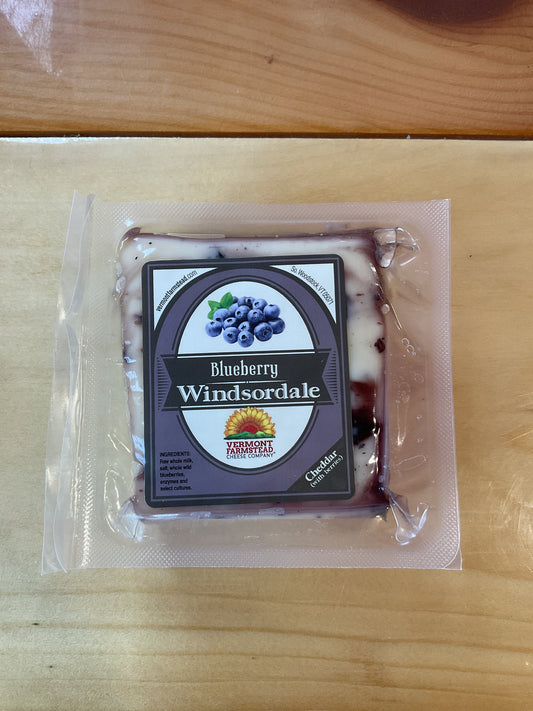 vermontfarmstead.com
So. Woodstock, VT 05071
Blueberry
Windsordale
VERMONT
FARMSTEAD
CHEESE COMPANY
INGREDIENTS:
whole milk,
salt, whole wild
blueberries,
enzymes and
select cultures.
Cheddar
(with berries)